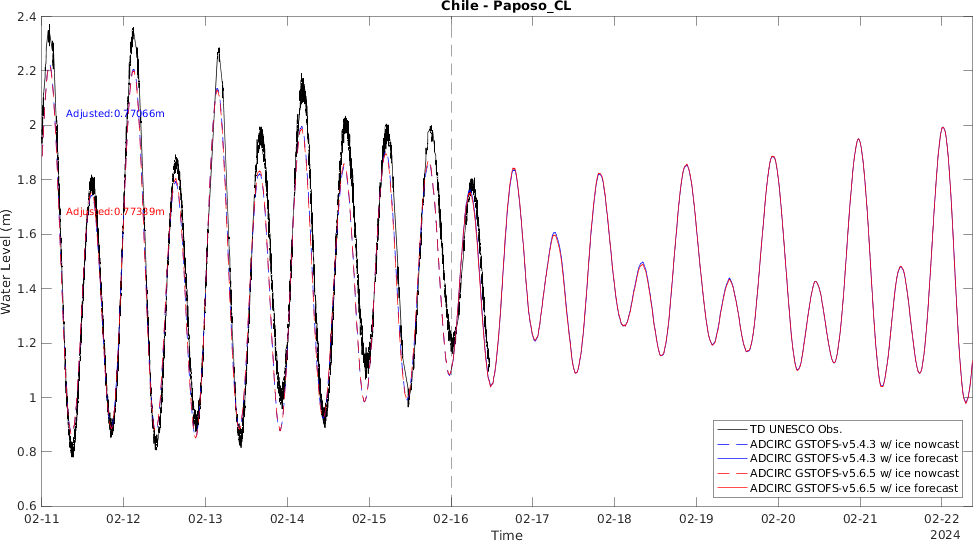 Chile - Paposo_CL
2.4
2.2
2
1.8
1.6
1.4
1.2
1
0.8
0.6
Water Level (m)
Adjusted:0.77066m
Adjusted:0.77389m
TD UNESCO Obs.
ADCIRC GSTOFS-v5.4.3 w/ ice nowcast
ADCIRC GSTOFS-v5.4.3 w/ ice forecast
ADCIRC GSTOFS-v5.6.5 w/ ice nowcast
ADCIRC GSTOFS-v5.6.5 w/ ice forecast
02-11 02-12 02-13 02-14 02-15 02-16 02-17 02-18 02-19 02-20 02-21 02-22
Time
2024